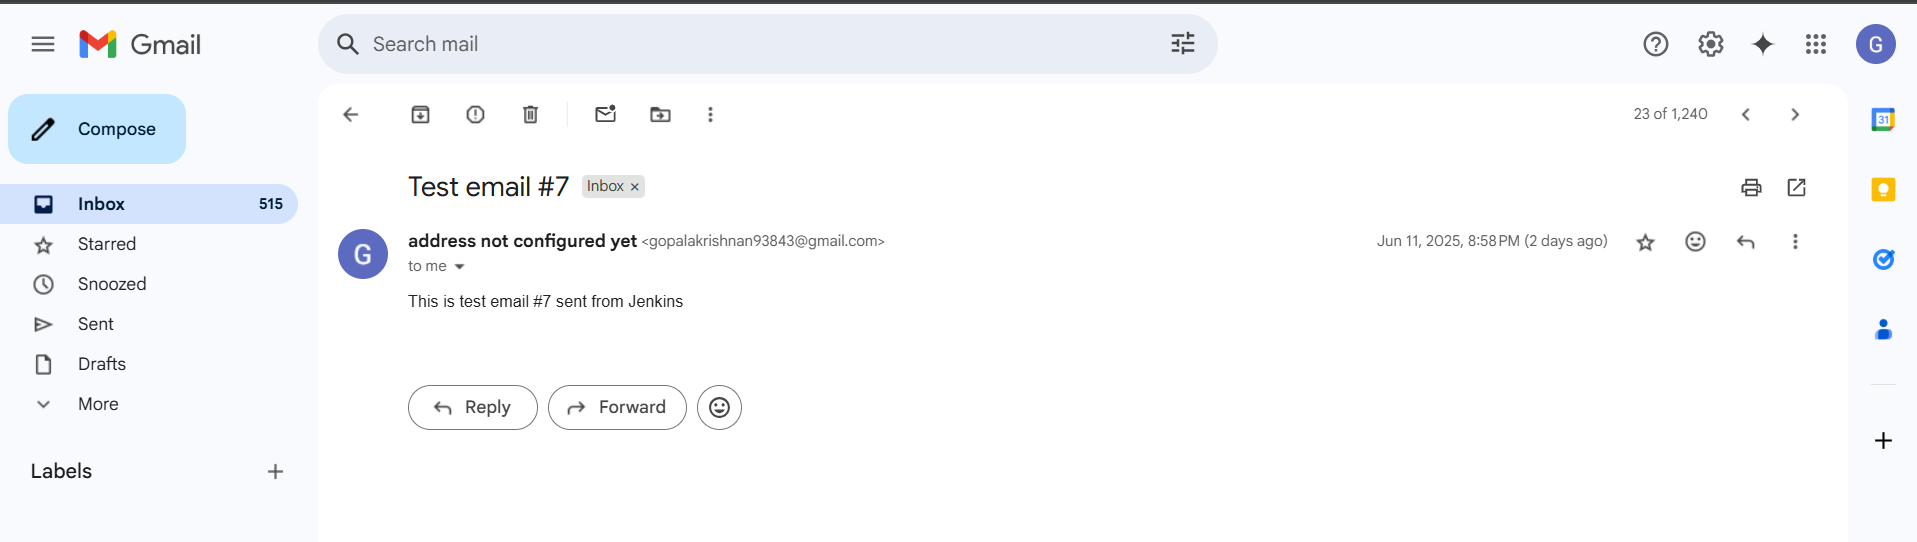 Gmail
Search mail
G
Compose
23 of 1,240
Test email #7 Inbox ×
Inbox 515
Starred
Snoozed
Sent
Drafts
More
Labels
G
address not configured yet <gopalakrishnan93843@gmail.com>
Jun 11, 2025, 8:58 PM (2 days ago)
to me
This is test email #7 sent from Jenkins
Reply
Forward
31